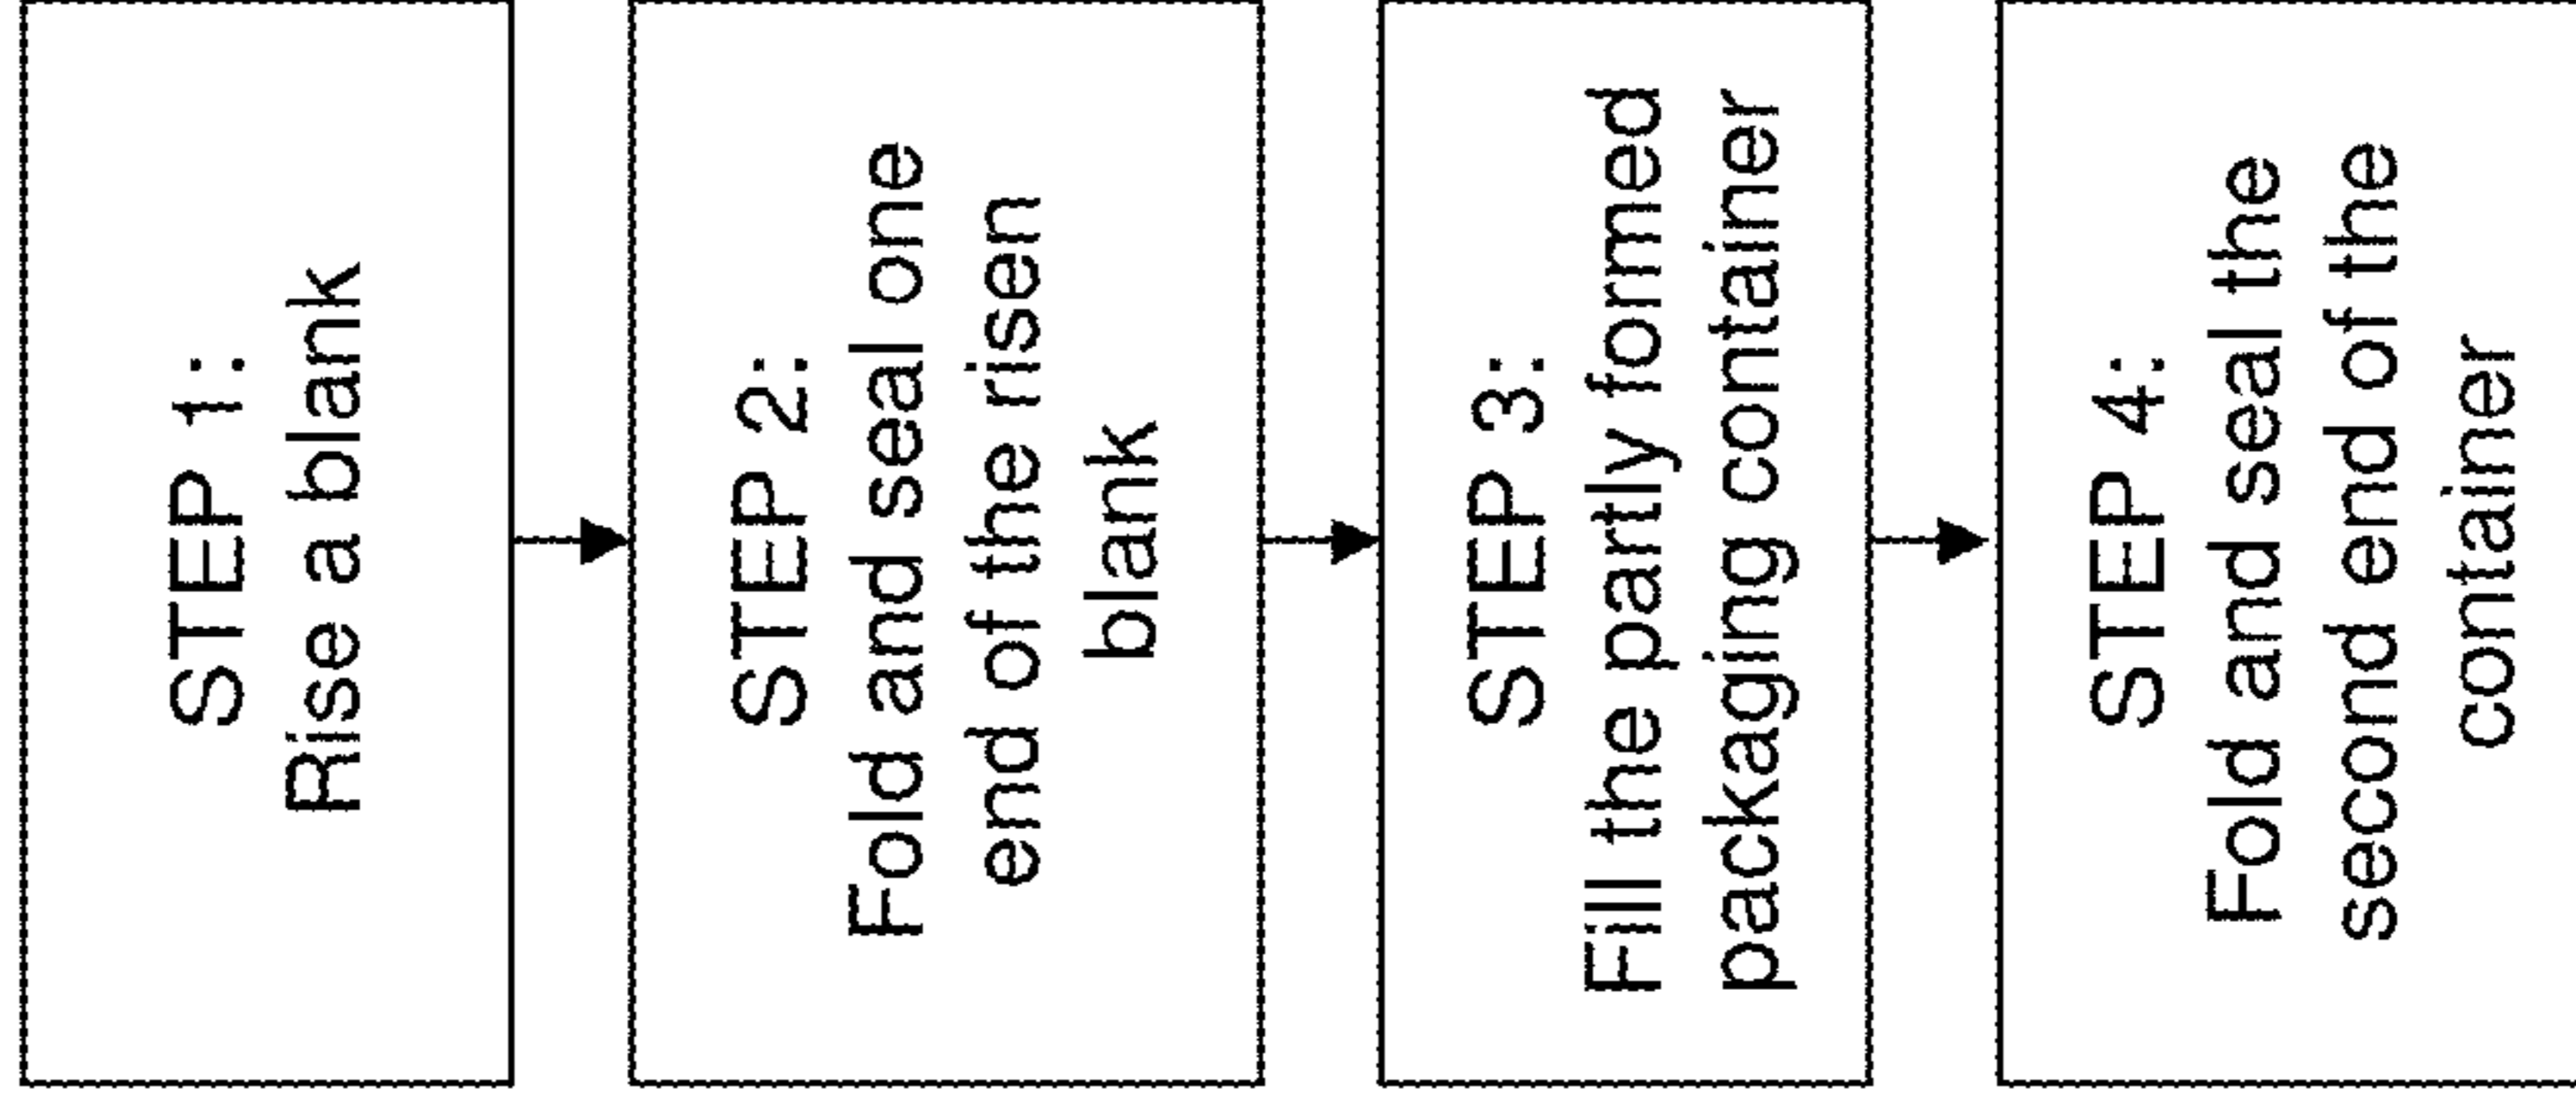 STEP 1:
Rise a blank
STEP 2:
Fold and seal one
end of the risen
blank
STEP 3:
Fill the partly formed
packaging container
STEP 4:
Fold and seal the
second end of the
container